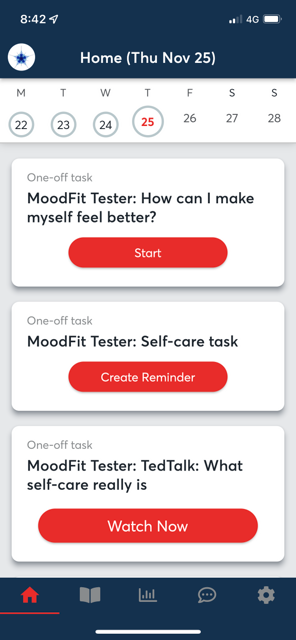 8:42 4G
Home (Thu Nov 25)
M T W T F S S
22 23 24 25 26 27 28
One-off task
MoodFit Tester: How can I make
myself feel better?
Start
One-off task
MoodFit Tester: Self-care task
Create Reminder
One-off task
MoodFit Tester: TedTalk: What
self-care really is
Watch Now